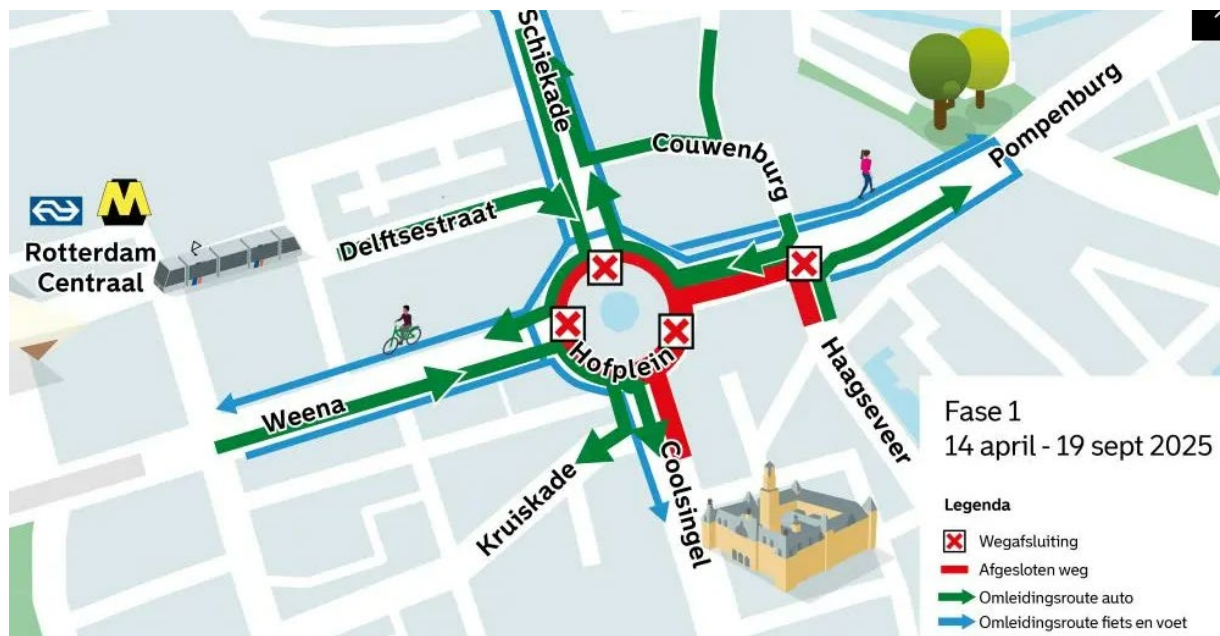 Schiekade
Couwenburg
Pompenburg
Delftsestraat
Rotterdam
Centraal
Hofplein
Weena
Haagseveer
Kruiskade
Coolsingel
Fase 1
14 april - 19 sept 2025
Legenda
Wegafsluiting
Afgesloten weg
Omleidingsroute auto
Omleidingsroute fiets en voet